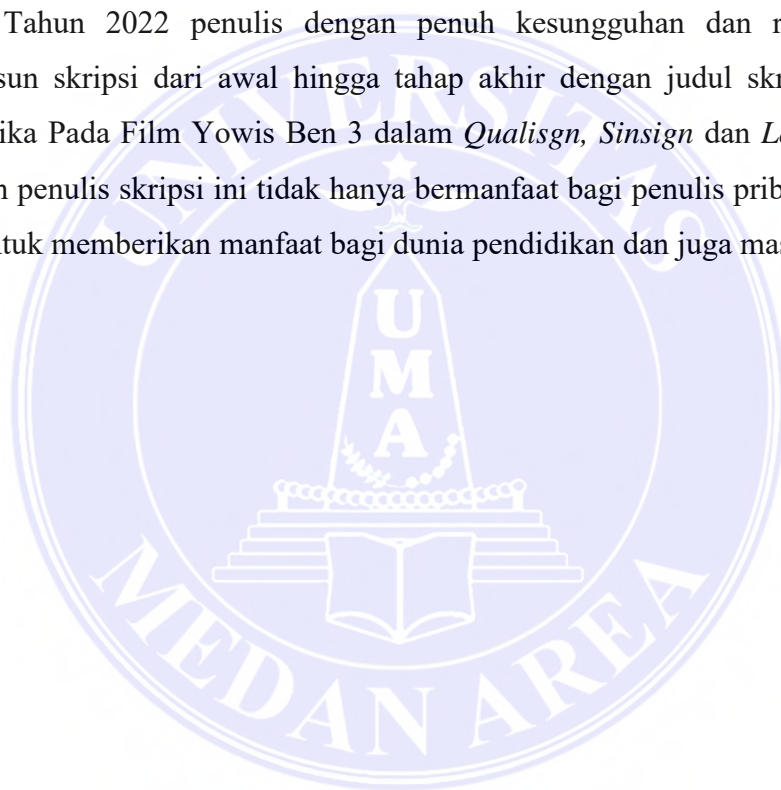 Tahun 2022 penulis dengan penuh kesungguhan dan r
sun skripsi dari awal hingga tahap akhir dengan judul skr
ika Pada Film Yowis Ben 3 dalam Qualisgn, Sinsign dan L
n penulis skripsi ini tidak hanya bermanfaat bagi penulis prib
tuk memberikan manfaat bagi dunia pendidikan dan juga mas
UNIVERSITAS
U
M
A
MEDAN AREA